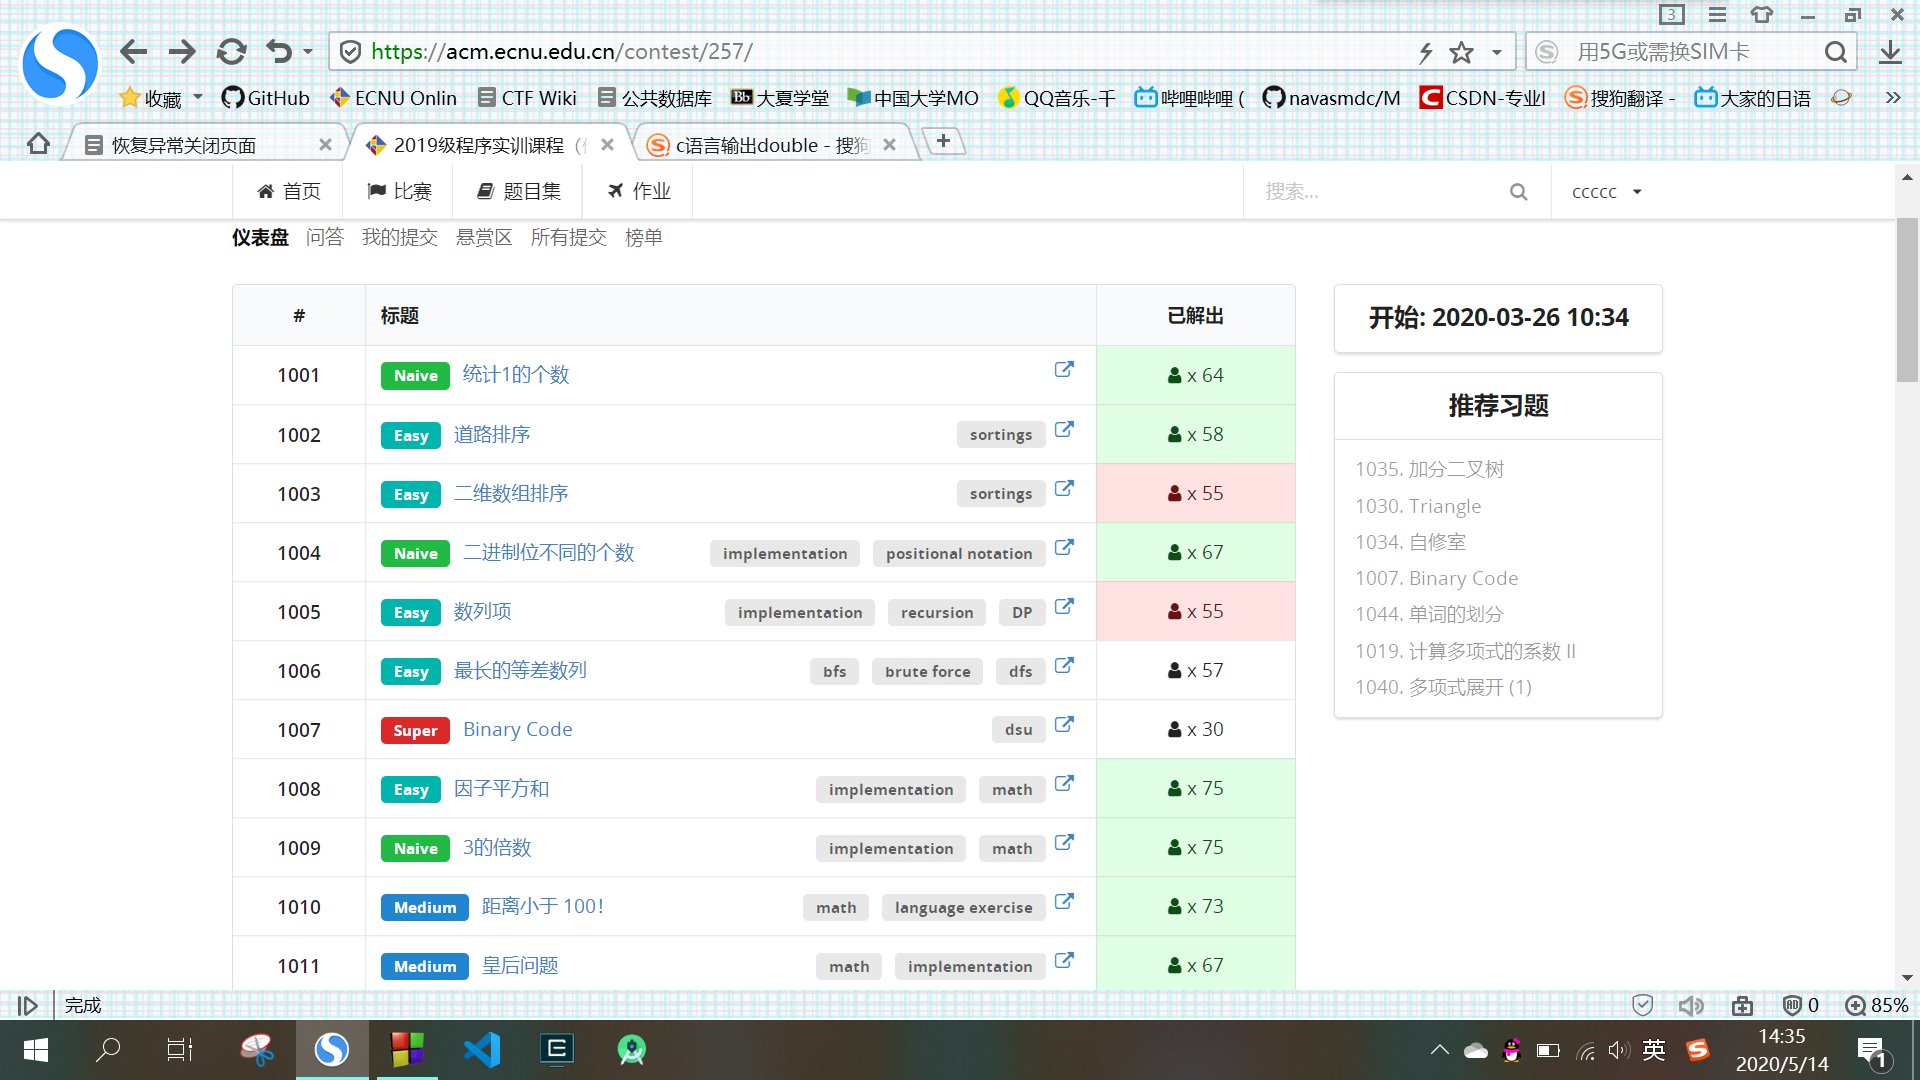 3
https://acm.ecnu.edu.cn/contest/257/
用5G或需换SIM卡
收藏 GitHub ECNU Onlin CTF Wiki 公共数据库 Bb 大夏学堂 中国大学MO QQ音乐-千 哔哩哔哩 ( navasmdc/M CSDN-专业I 搜狗翻译 - 大家的日语
恢复异常关闭页面 2019级程序实训课程 c语言输出double - 搜狗
首页 比赛 题目集 作业 搜索... ccccc
仪表盘 问答 我的提交 悬赏区 所有提交 榜单
# 标题 已解出
1001 Naive 统计1的个数 x 64
1002 Easy 道路排序 sortings x 58
1003 Easy 二维数组排序 sortings x 55
1004 Naive 二进制位不同的个数 implementation positional notation x 67
1005 Easy 数列项 implementation recursion DP x 55
1006 Easy 最长的等差数列 bfs brute force dfs x 57
1007 Super Binary Code dsu x 30
1008 Easy 因子平方和 implementation math x 75
1009 Naive 3的倍数 implementation math x 75
1010 Medium 距离小于 100! math language exercise x 73
1011 Medium 皇后问题 math implementation x 67
开始: 2020-03-26 10:34
推荐习题
1035. 加分二叉树
1030. Triangle
1034. 自修室
1007. Binary Code
1044. 单词的划分
1019. 计算多项式的系数 II
1040. 多项式展开 (1)
完成 AD 0 85%
英 14:35
2020/5/14 1